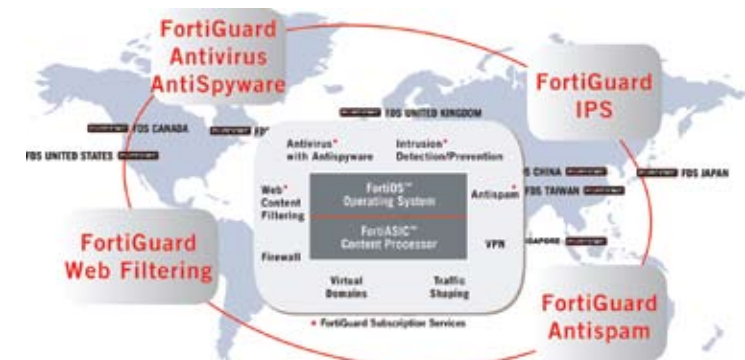 FortiGuard
Antivirus
AntiSpyware
FortiGuard
IPS
FDS UNITED KINGDOM
FDS CANADA
FDS UNITED STATES
Antivirus*
with Antispyware
Intrusion*
Detection/Prevention
CHINA
FDS JAPAN
FDS TAIWAN
Web*
Content
Filtering
FortiOS™
Operating System
Antispam*
FortiASIC™
Content Processor
Firewall
VPN
Virtual
Domains
Traffic
Shaping
FortiGuard
Web Filtering
FortiGuard
Antispam
* FortiGuard Subscription Services